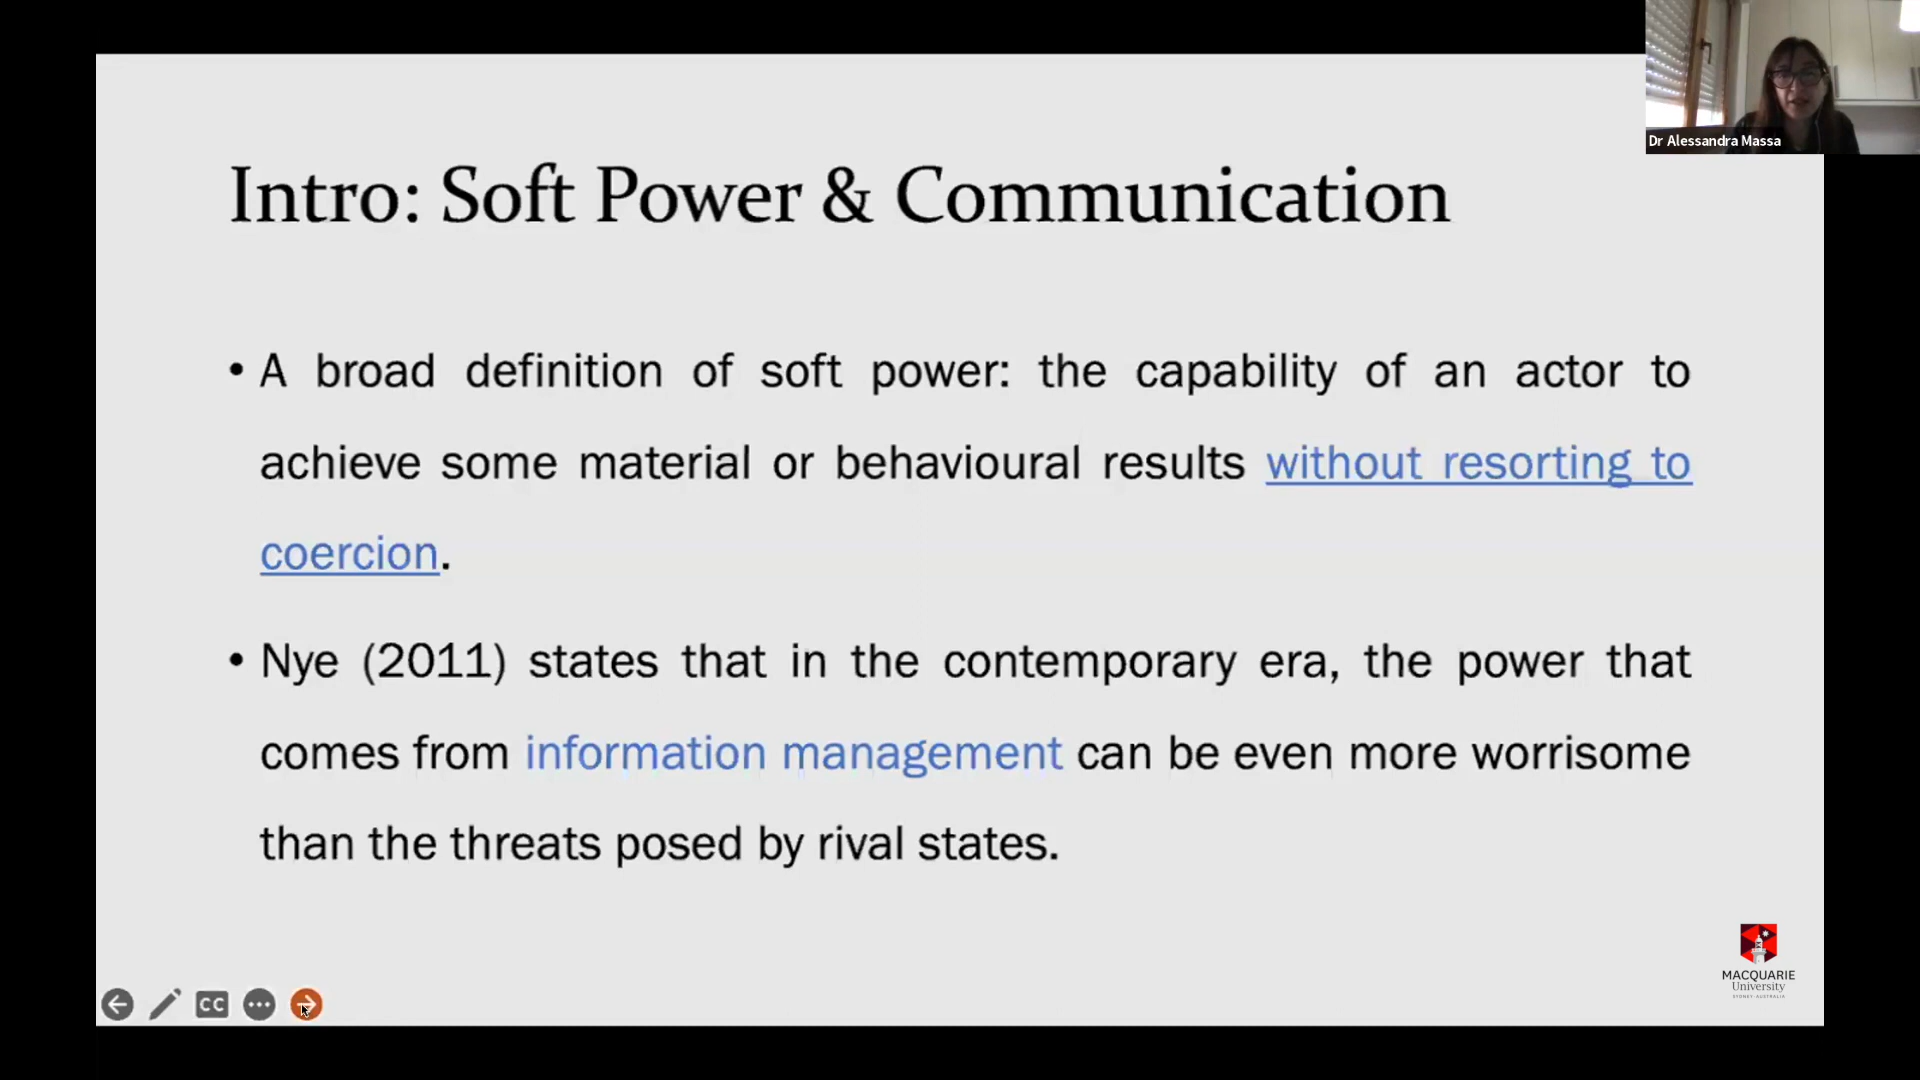 Dr Alessandra Massa
Intro: Soft Power & Communication
• A broad definition of soft power: the capability of an actor to
achieve some material or behavioural results without resorting to
coercion.
• Nye (2011) states that in the contemporary era, the power that
comes from information management can be even more worrisome
than the threats posed by rival states.
MACQUARIE
University
SYDNEY·AUSTRALIA
CC